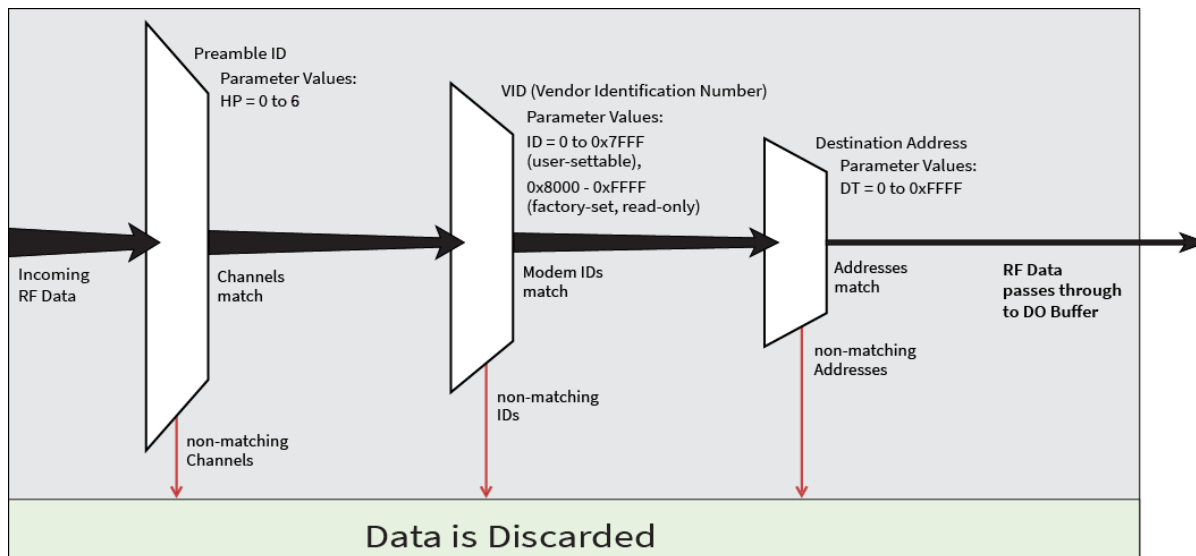 Preamble ID
Parameter Values:
HP = 0 to 6
VID (Vendor Identification Number)
Parameter Values:
ID = 0 to 0x7FFF
(user-settable),
0x8000 - 0xFFFF
(factory-set, read-only)
Destination Address
Parameter Values:
DT = 0 to 0xFFFF
Incoming
RF Data
Channels
match
Modem IDs
match
Addresses
match
RF Data
passes through
to DO Buffer
non-matching
Channels
non-matching
IDs
non-matching
Addresses
Data is Discarded